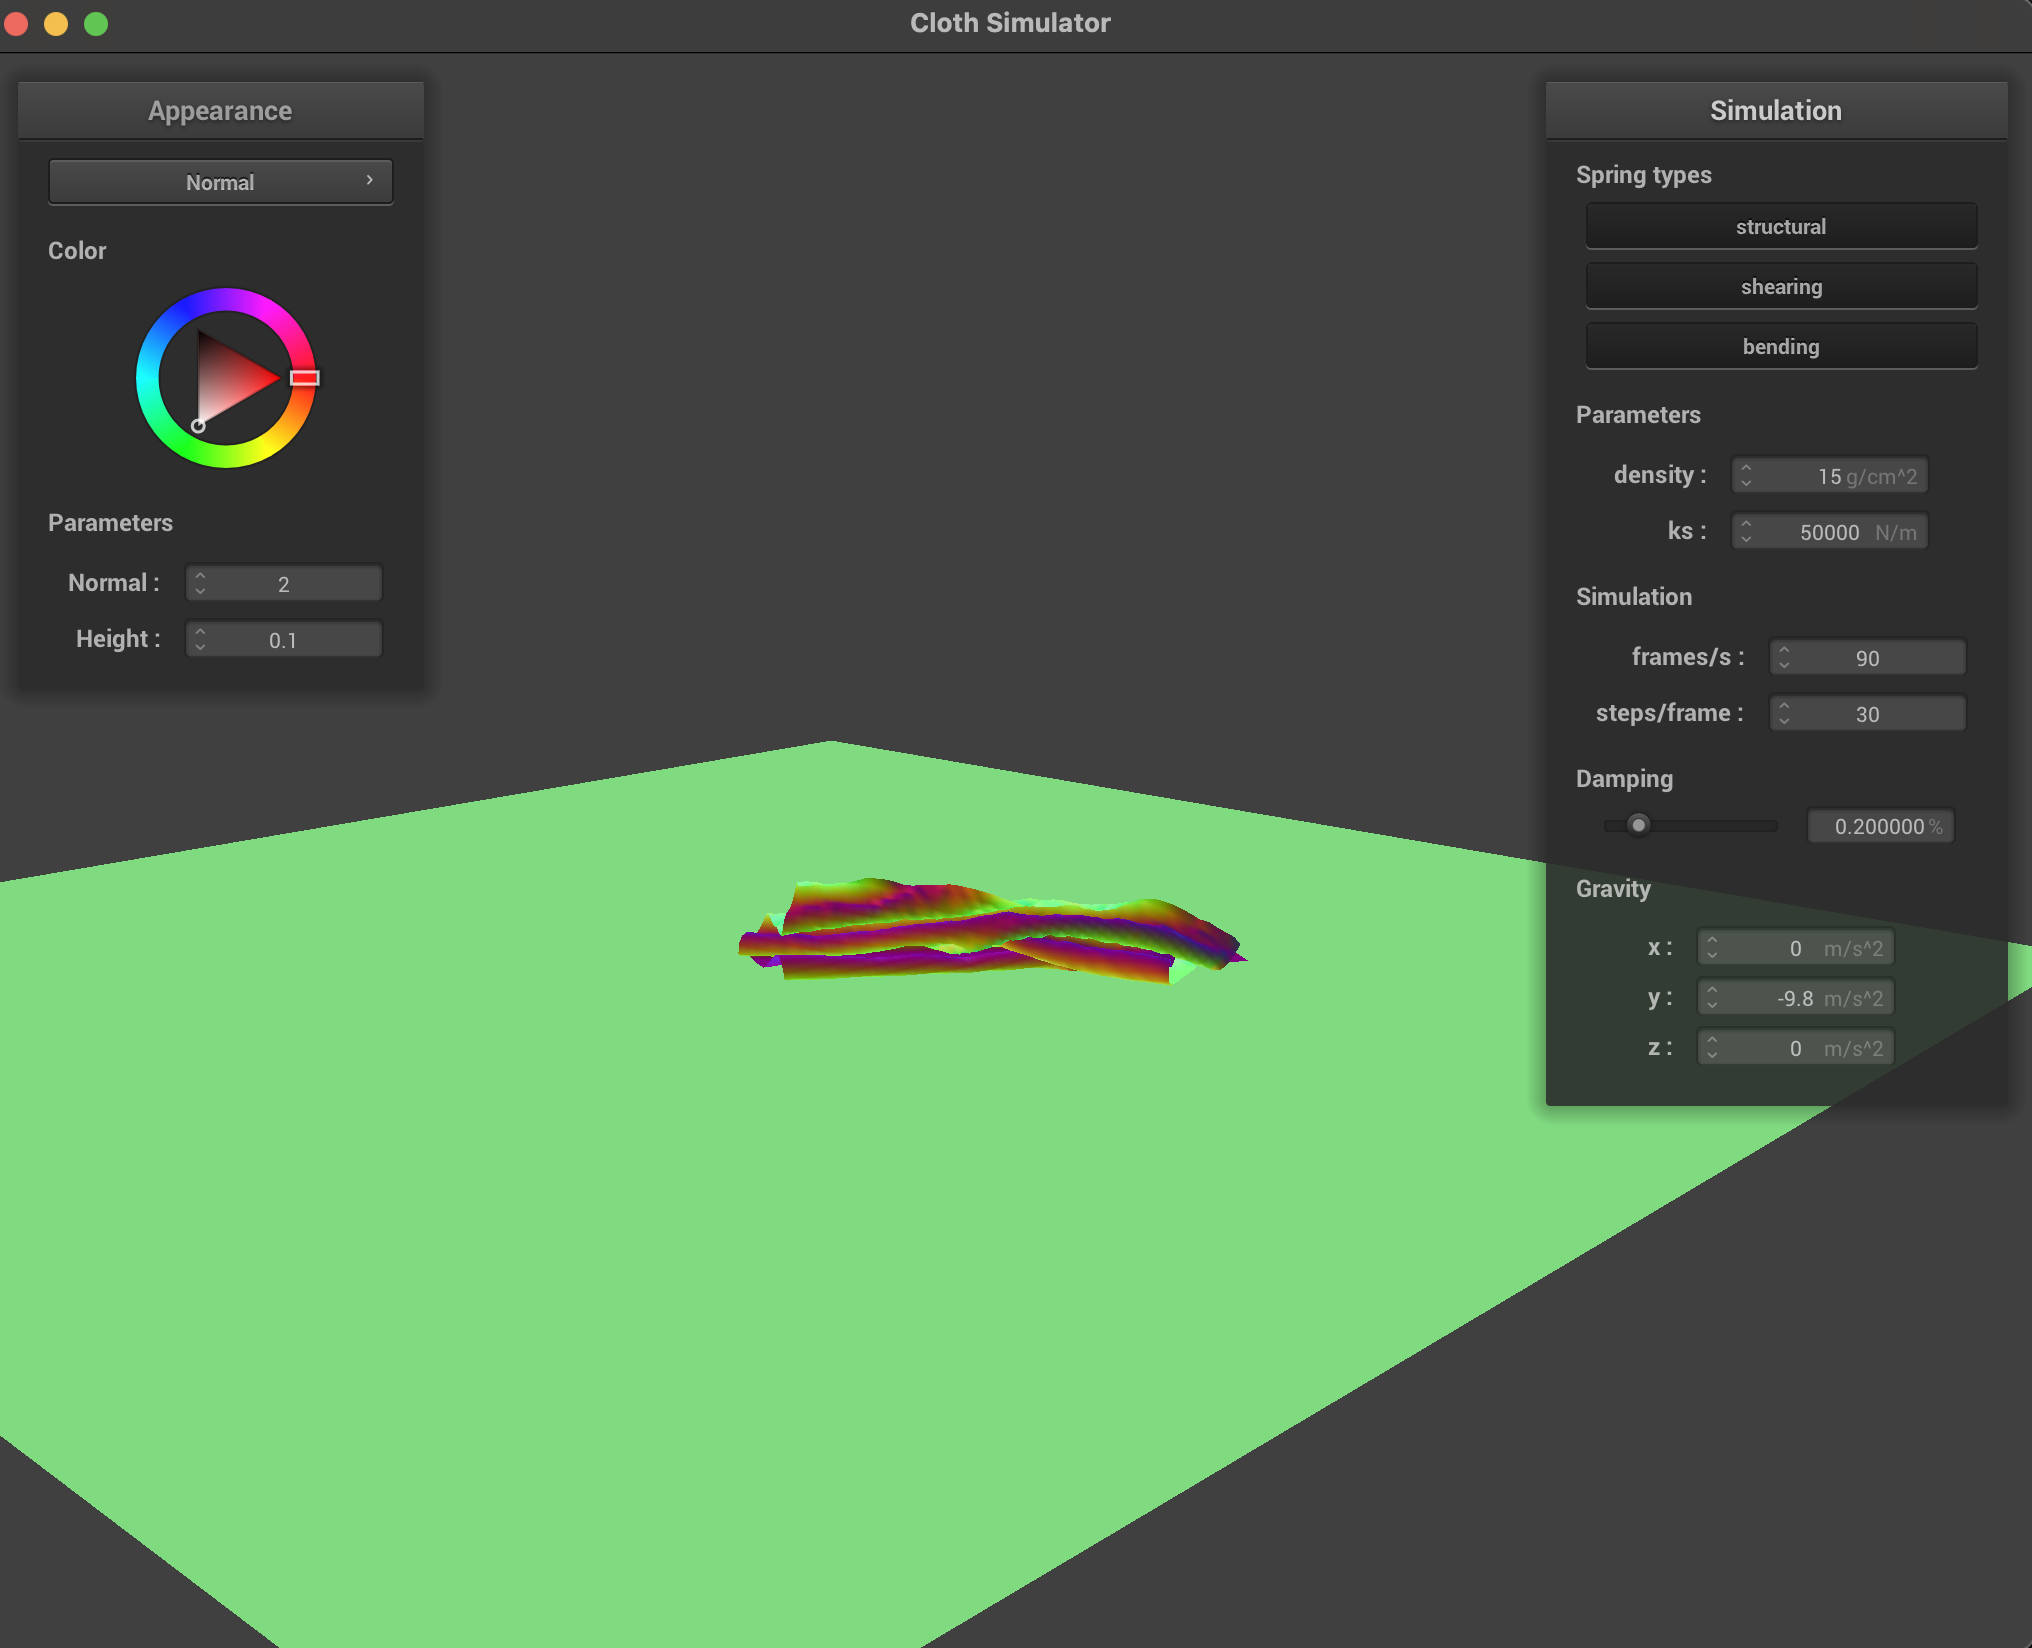 Cloth Simulator
Appearance
Normal
Color
Parameters
Normal : 2
Height : 0.1
Simulation
Spring types
structural
shearing
bending
Parameters
density : 15 g/cm^2
ks : 50000 N/m
Simulation
frames/s : 90
steps/frame : 30
Damping
0.200000 %
Gravity
x : 0 m/s^2
y : -9.8 m/s^2
z : 0 m/s^2